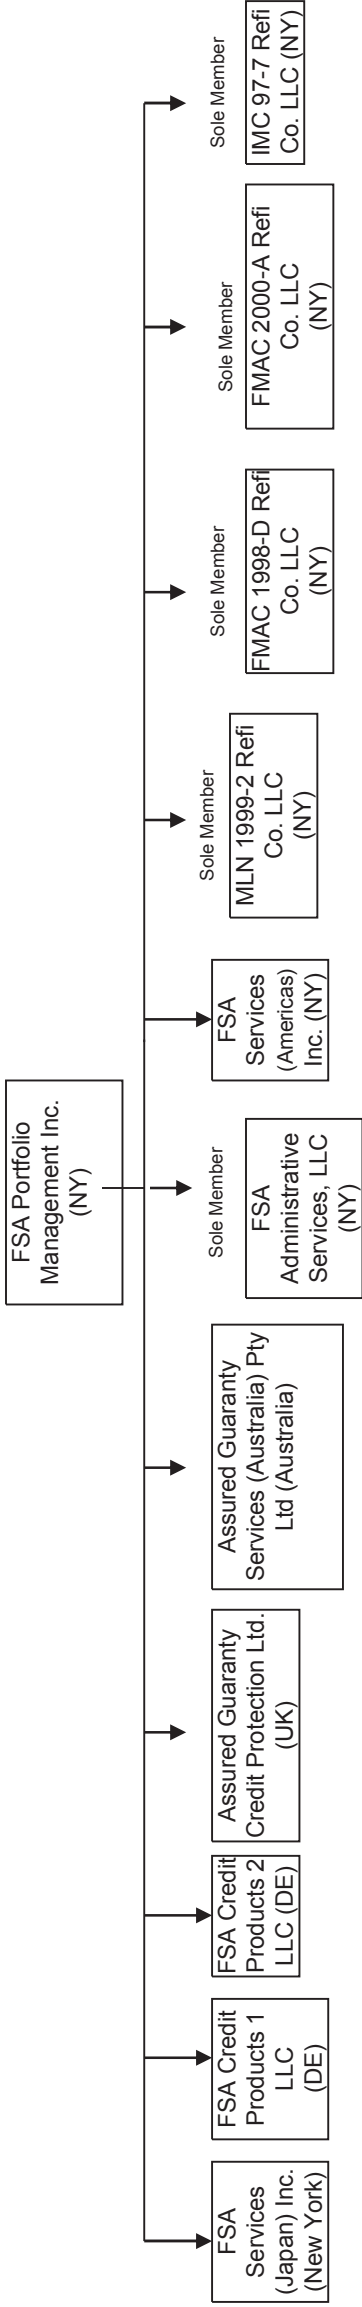 FSA Portfolio
Management Inc.
(NY)
FSA
Services
(Japan) Inc.
(New York)
FSA Credit
Products 1
LLC
(DE)
FSA Credit
Products 2
LLC (DE)
Assured Guaranty
Credit Protection Ltd.
(UK)
Assured Guaranty
Services (Australia) Pty
Ltd (Australia)
Sole Member
FSA
Administrative
Services, LLC
(NY)
FSA
Services
(Americas)
Inc. (NY)
Sole Member
MLN 1999-2 Refi
Co. LLC
(NY)
Sole Member
FMAC 1998-D Refi
Co. LLC
(NY)
Sole Member
FMAC 2000-A Refi
Co. LLC
(NY)
Sole Member
IMC 97-7 Refi
Co. LLC (NY)